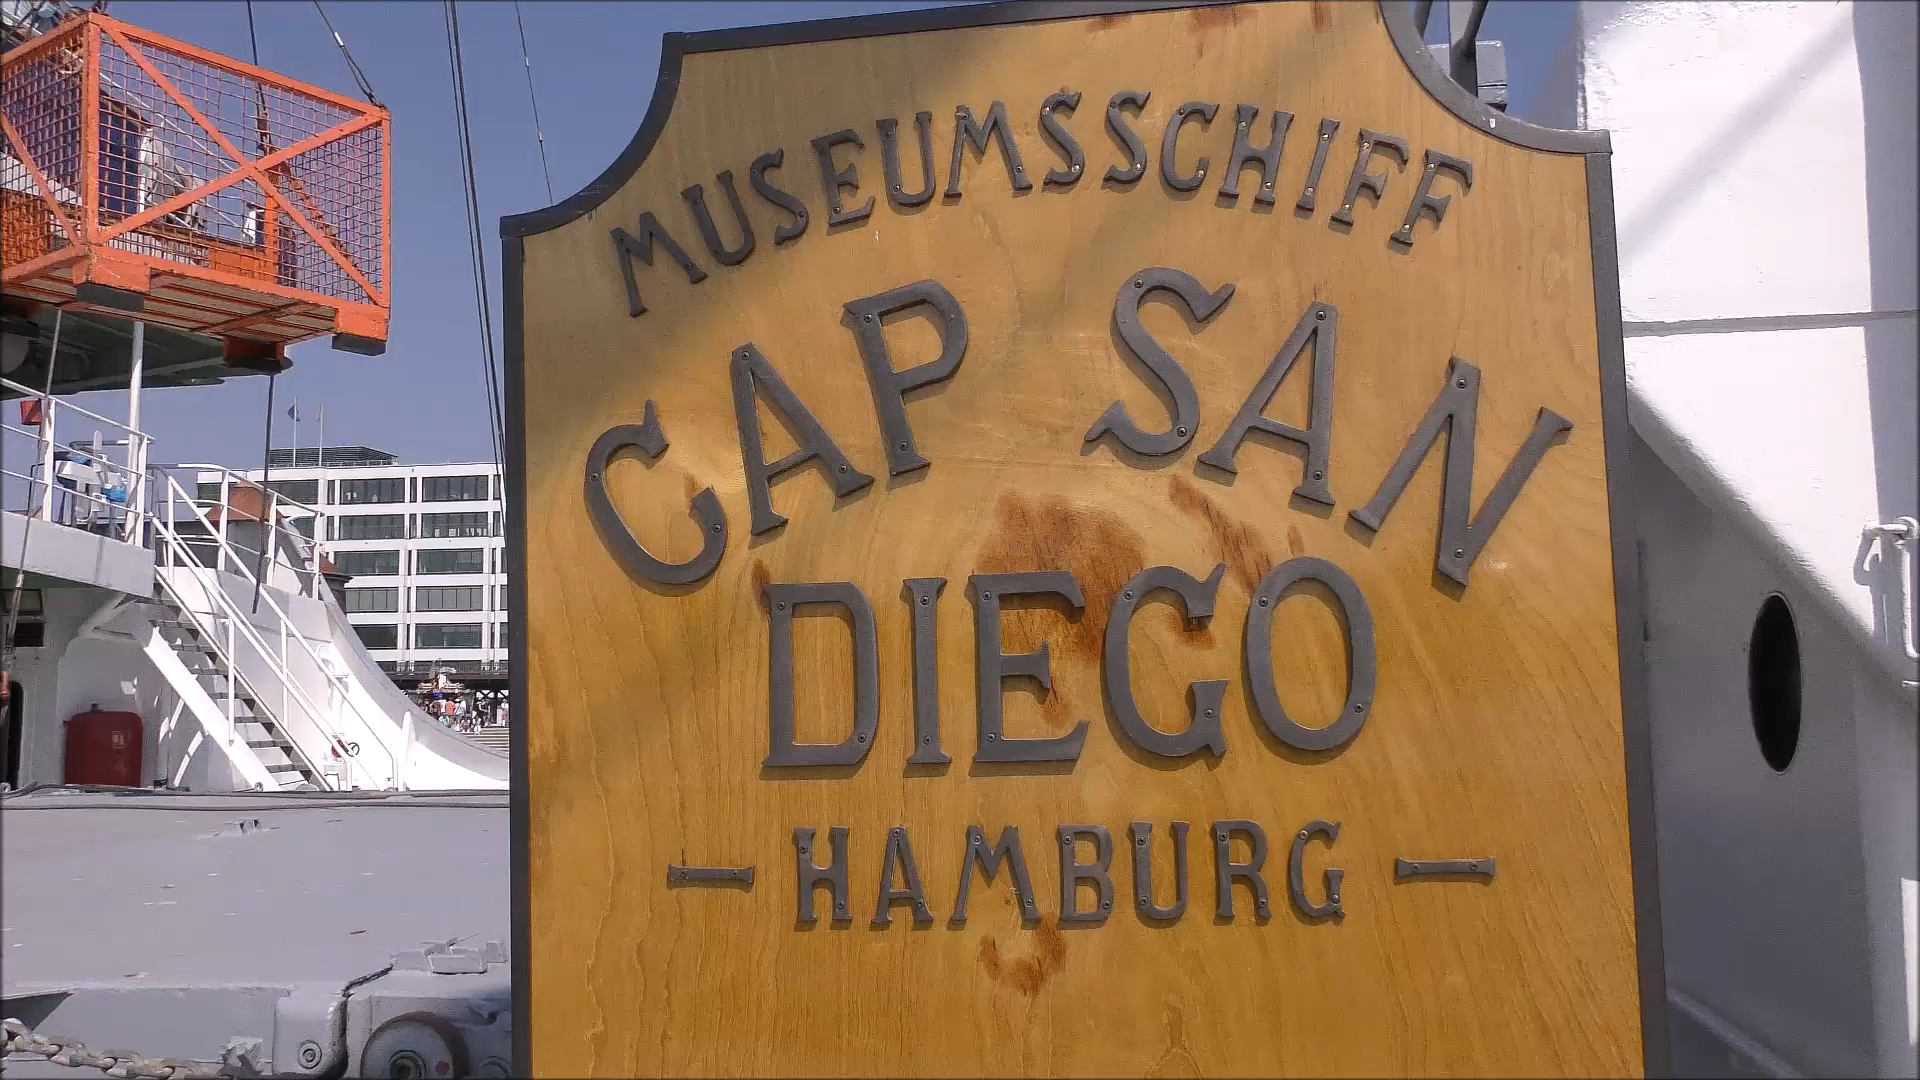 MUSEUMSSCHIFF
CAP SAN
DIEGO
— HAMBURG —